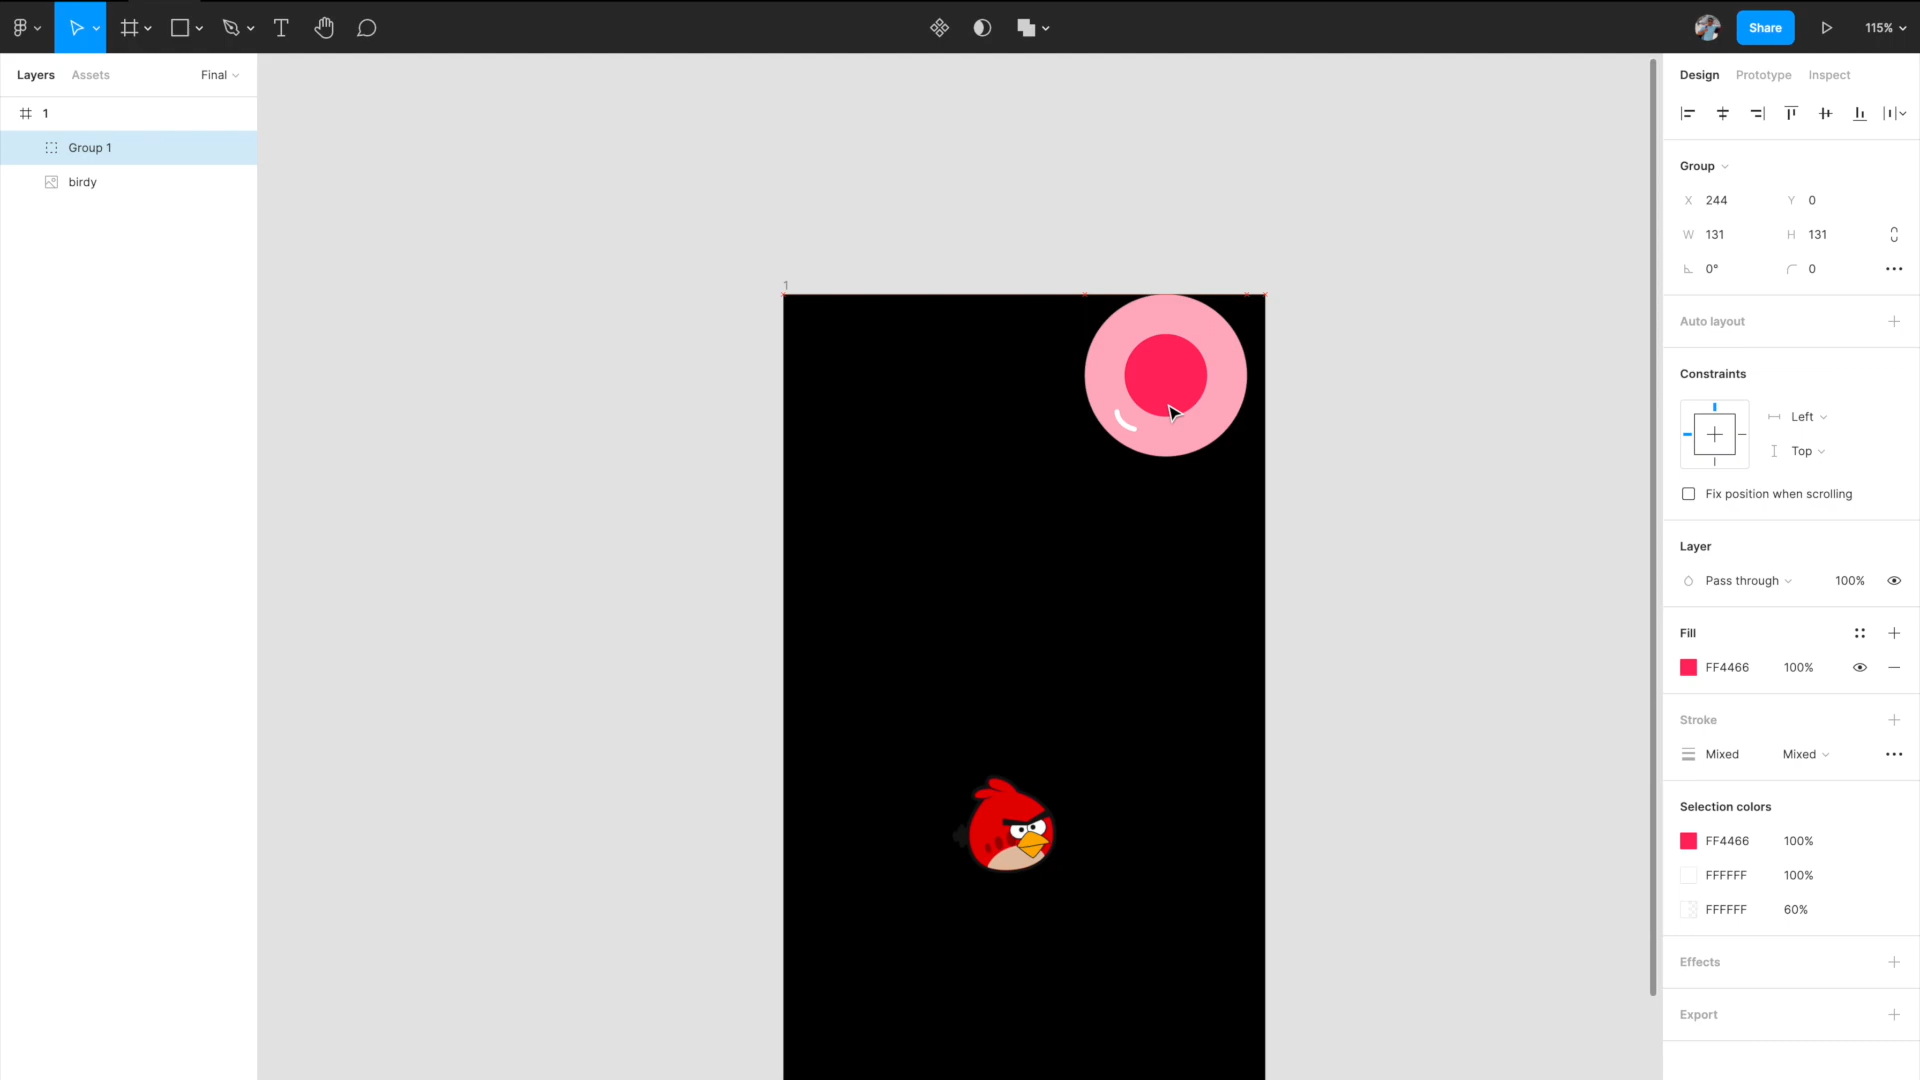 Share
115%
Layers Assets Final
1
Group 1
birdy
1
Design Prototype Inspect
Group
X 244 Y 0
W 131 H 131
0° 0
Auto layout
Constraints
Left
Top
Fix position when scrolling
Layer
Pass through 100%
Fill
FF4466 100%
Stroke
Mixed Mixed
Selection colors
FF4466 100%
FFFFFF 100%
FFFFFF 60%
Effects
Export